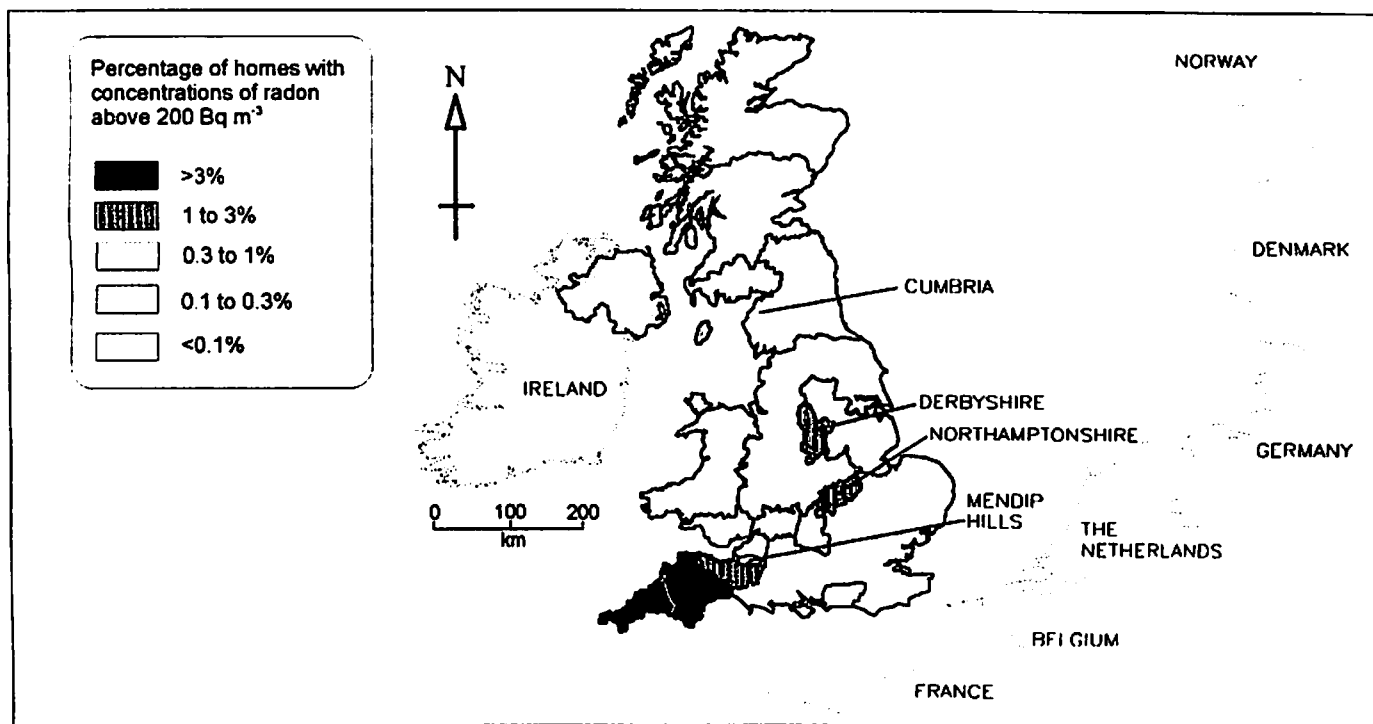 Percentage of homes with
concentrations of radon
above 200 Bq m⁻³
>3%
1 to 3%
0.3 to 1%
0.1 to 0.3%
<0.1%
N
NORWAY
DENMARK
CUMBRIA
IRELAND
DERBYSHIRE
NORTHAMPTONSHIRE
GERMANY
MENDIP
HILLS
0 100 200
km
THE
NETHERLANDS
BELGIUM
FRANCE